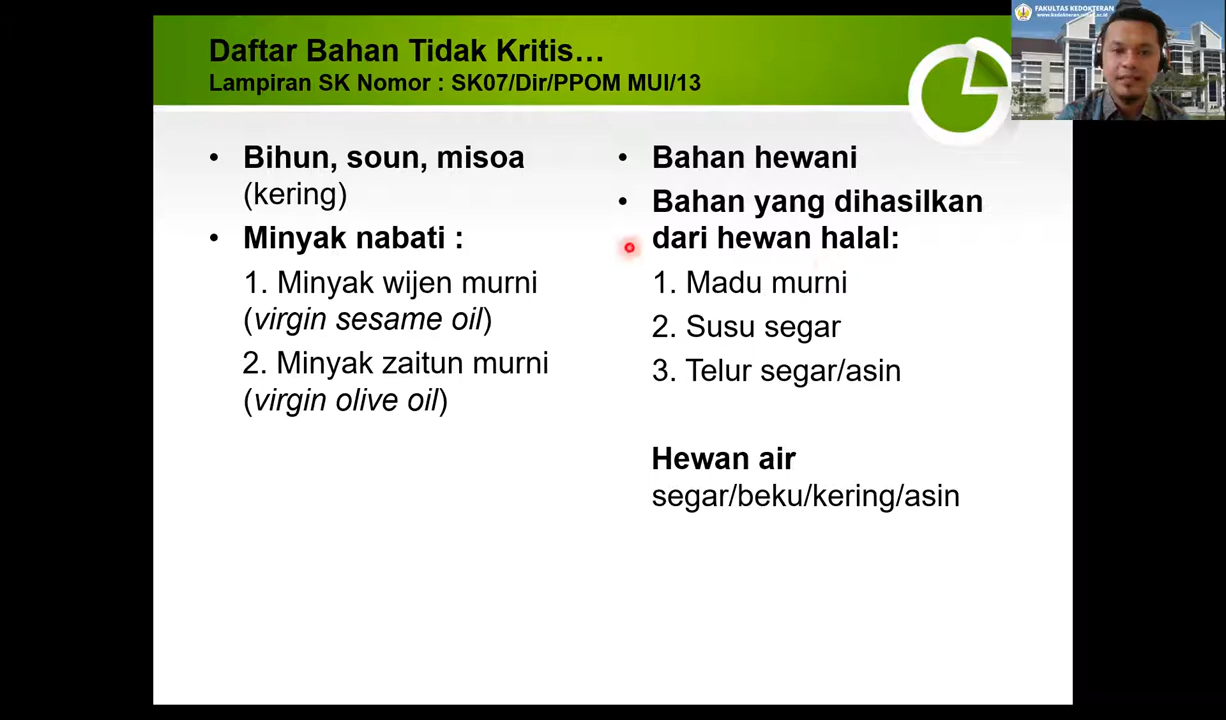 Daftar Bahan Tidak Kritis…
Lampiran SK Nomor : SK07/Dir/PPOM MUI/13
FAKULTAS KEDOKTERAN
• Bihun, soun, misoa
(kering)
• Minyak nabati :
1. Minyak wijen murni
(virgin sesame oil)
2. Minyak zaitun murni
(virgin olive oil)
• Bahan hewani
• Bahan yang dihasilkan
dari hewan halal:
1. Madu murni
2. Susu segar
3. Telur segar/asin
Hewan air
segar/beku/kering/asin